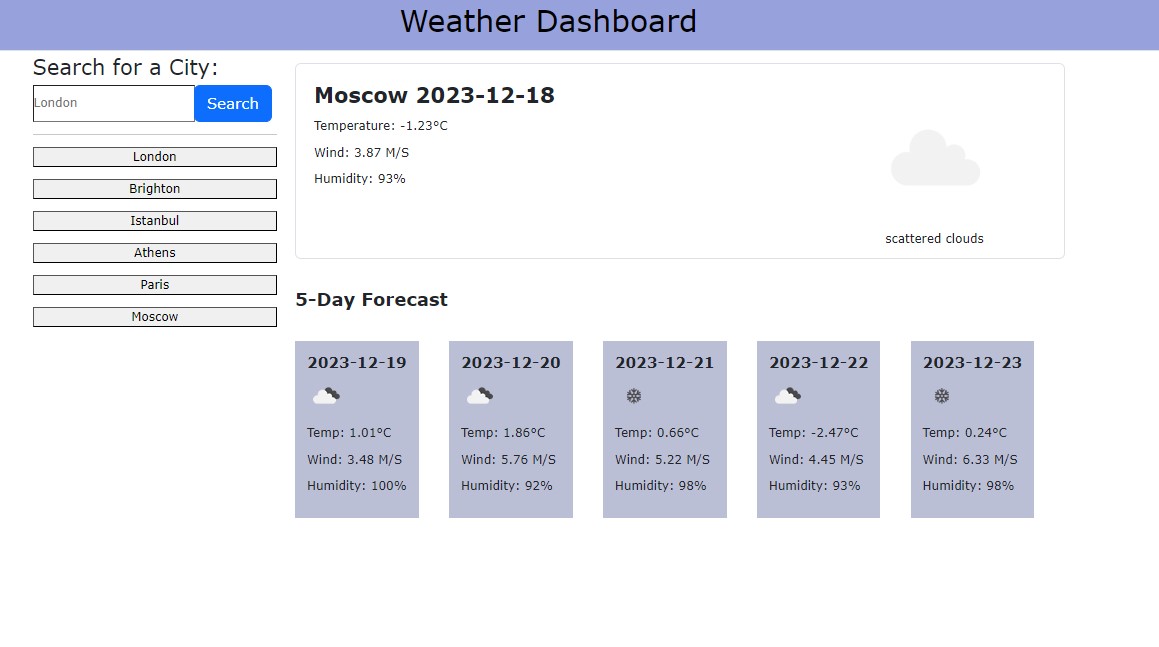 Weather Dashboard
Search for a City:
London
Search
London
Brighton
Istanbul
Athens
Paris
Moscow
Moscow 2023-12-18
Temperature: -1.23°C
Wind: 3.87 M/S
Humidity: 93%
scattered clouds
5-Day Forecast
2023-12-19
Temp: 1.01°C
Wind: 3.48 M/S
Humidity: 100%
2023-12-20
Temp: 1.86°C
Wind: 5.76 M/S
Humidity: 92%
2023-12-21
Temp: 0.66°C
Wind: 5.22 M/S
Humidity: 98%
2023-12-22
Temp: -2.47°C
Wind: 4.45 M/S
Humidity: 93%
2023-12-23
Temp: 0.24°C
Wind: 6.33 M/S
Humidity: 98%